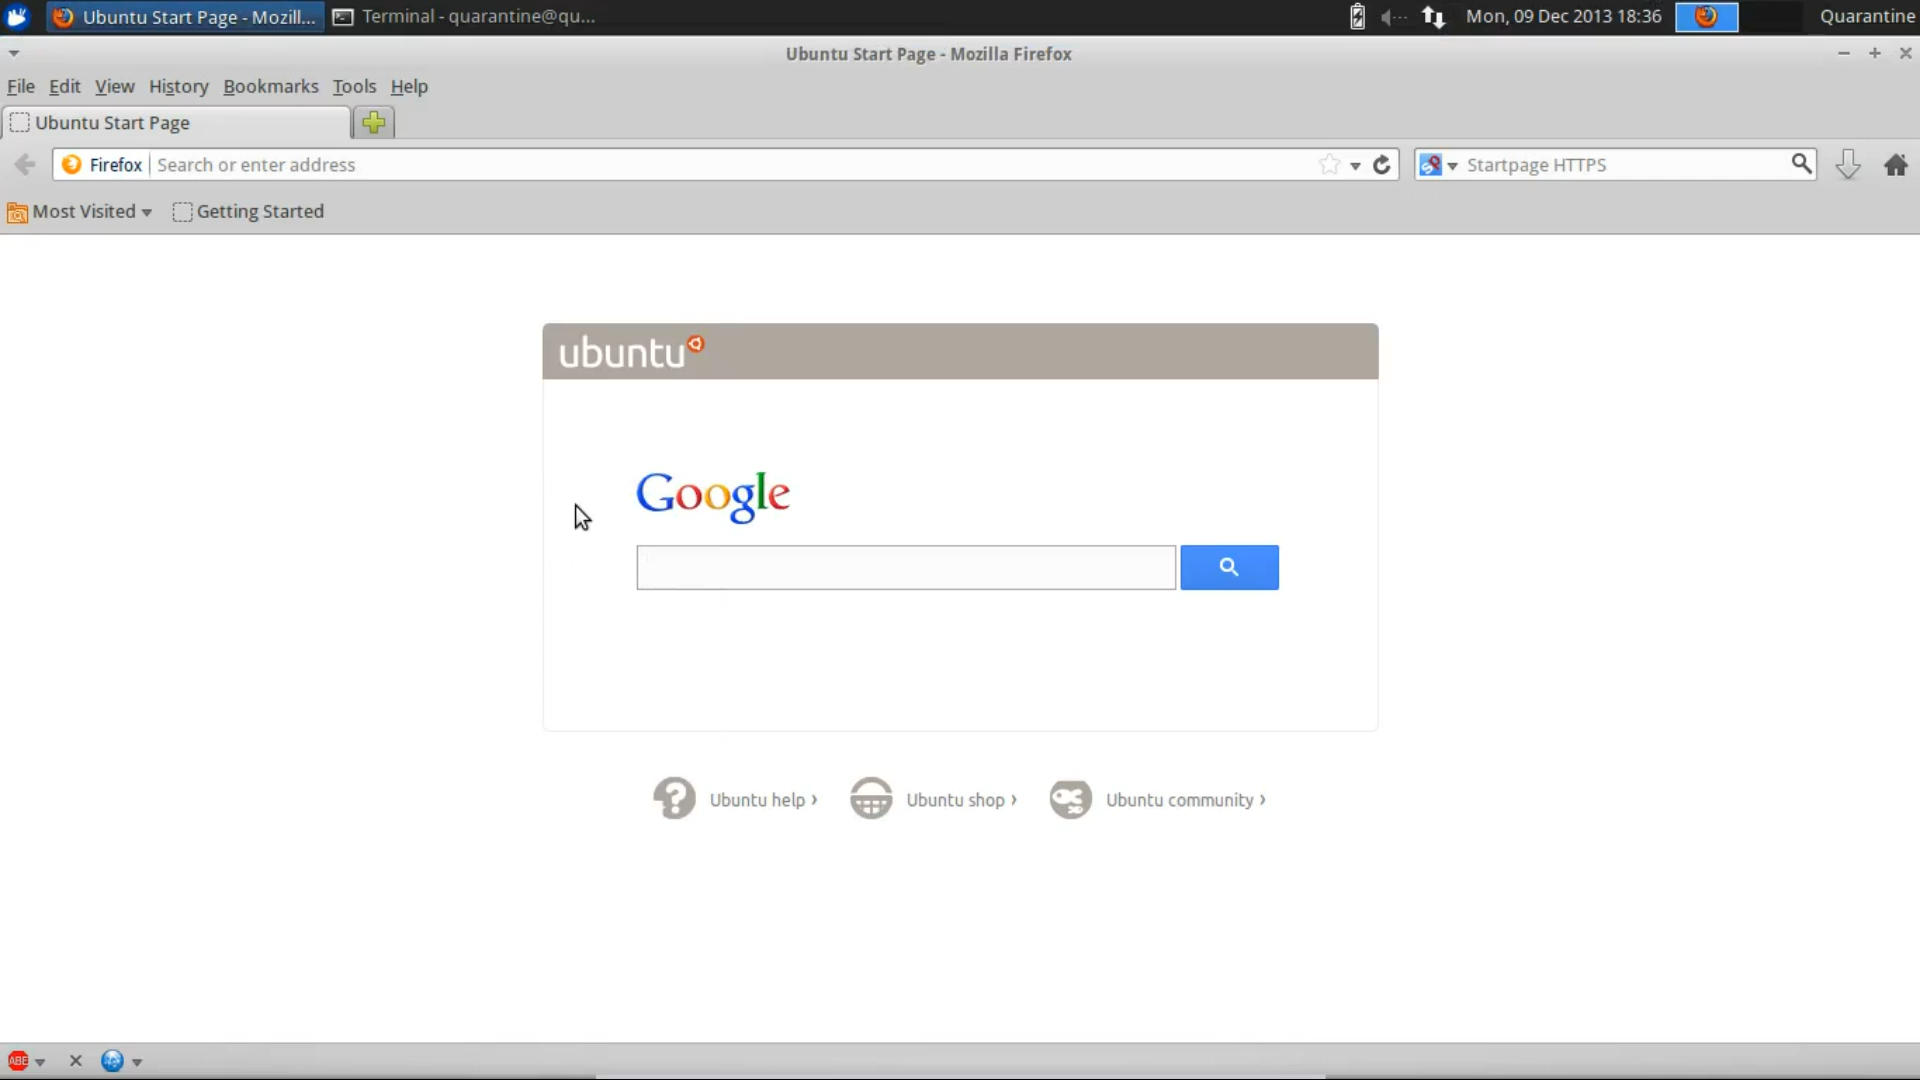 Ubuntu Start Page - Mozill... Terminal - quarantine@qu... Mon, 09 Dec 2013 18:36 Quarantine
Ubuntu Start Page - Mozilla Firefox
File Edit View History Bookmarks Tools Help
Ubuntu Start Page
Firefox Search or enter address Startpage HTTPS
Most Visited Getting Started
ubuntu
Google
Ubuntu help › Ubuntu shop › Ubuntu community ›
ABE